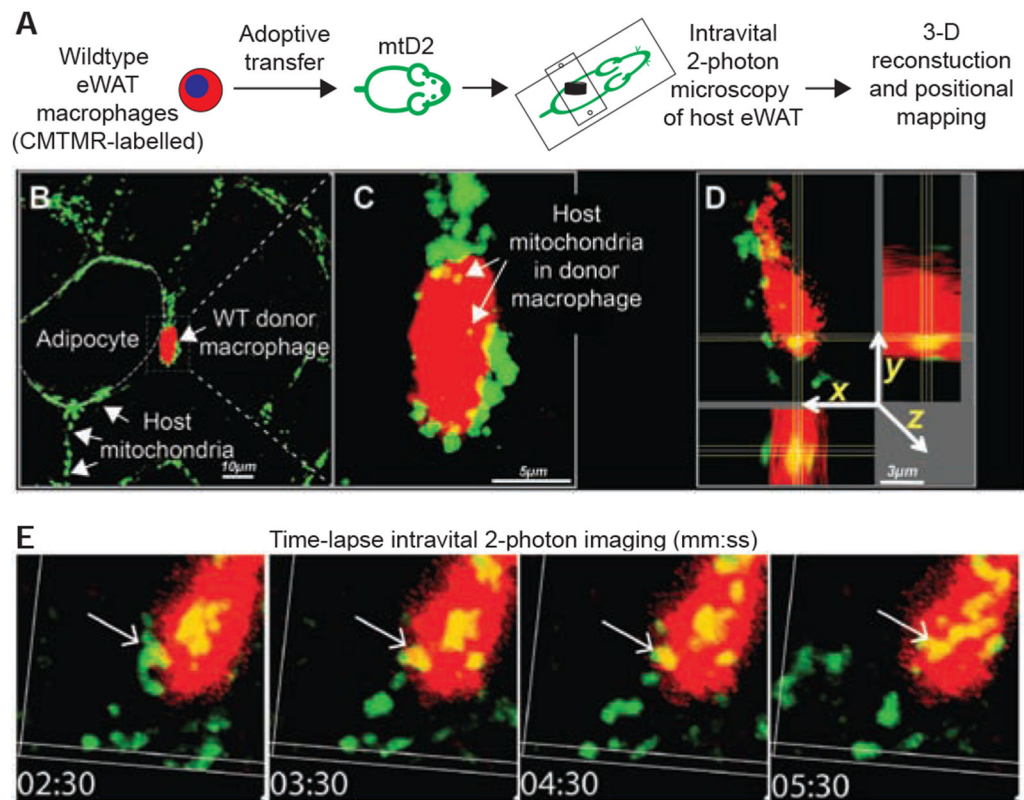 A
Wildtype
eWAT
macrophages
(CMTMR-labelled)
Adoptive
transfer
mtD2
Intravital
2-photon
microscopy
of host eWAT
3-D
reconstuction
and positional
mapping
B
Adipocyte
WT donor
macrophage
Host
mitochondria
10µm
C
Host
mitochondria
in donor
macrophage
5µm
D
x
y
z
3µm
E
Time-lapse intravital 2-photon imaging (mm:ss)
02:30
03:30
04:30
05:30